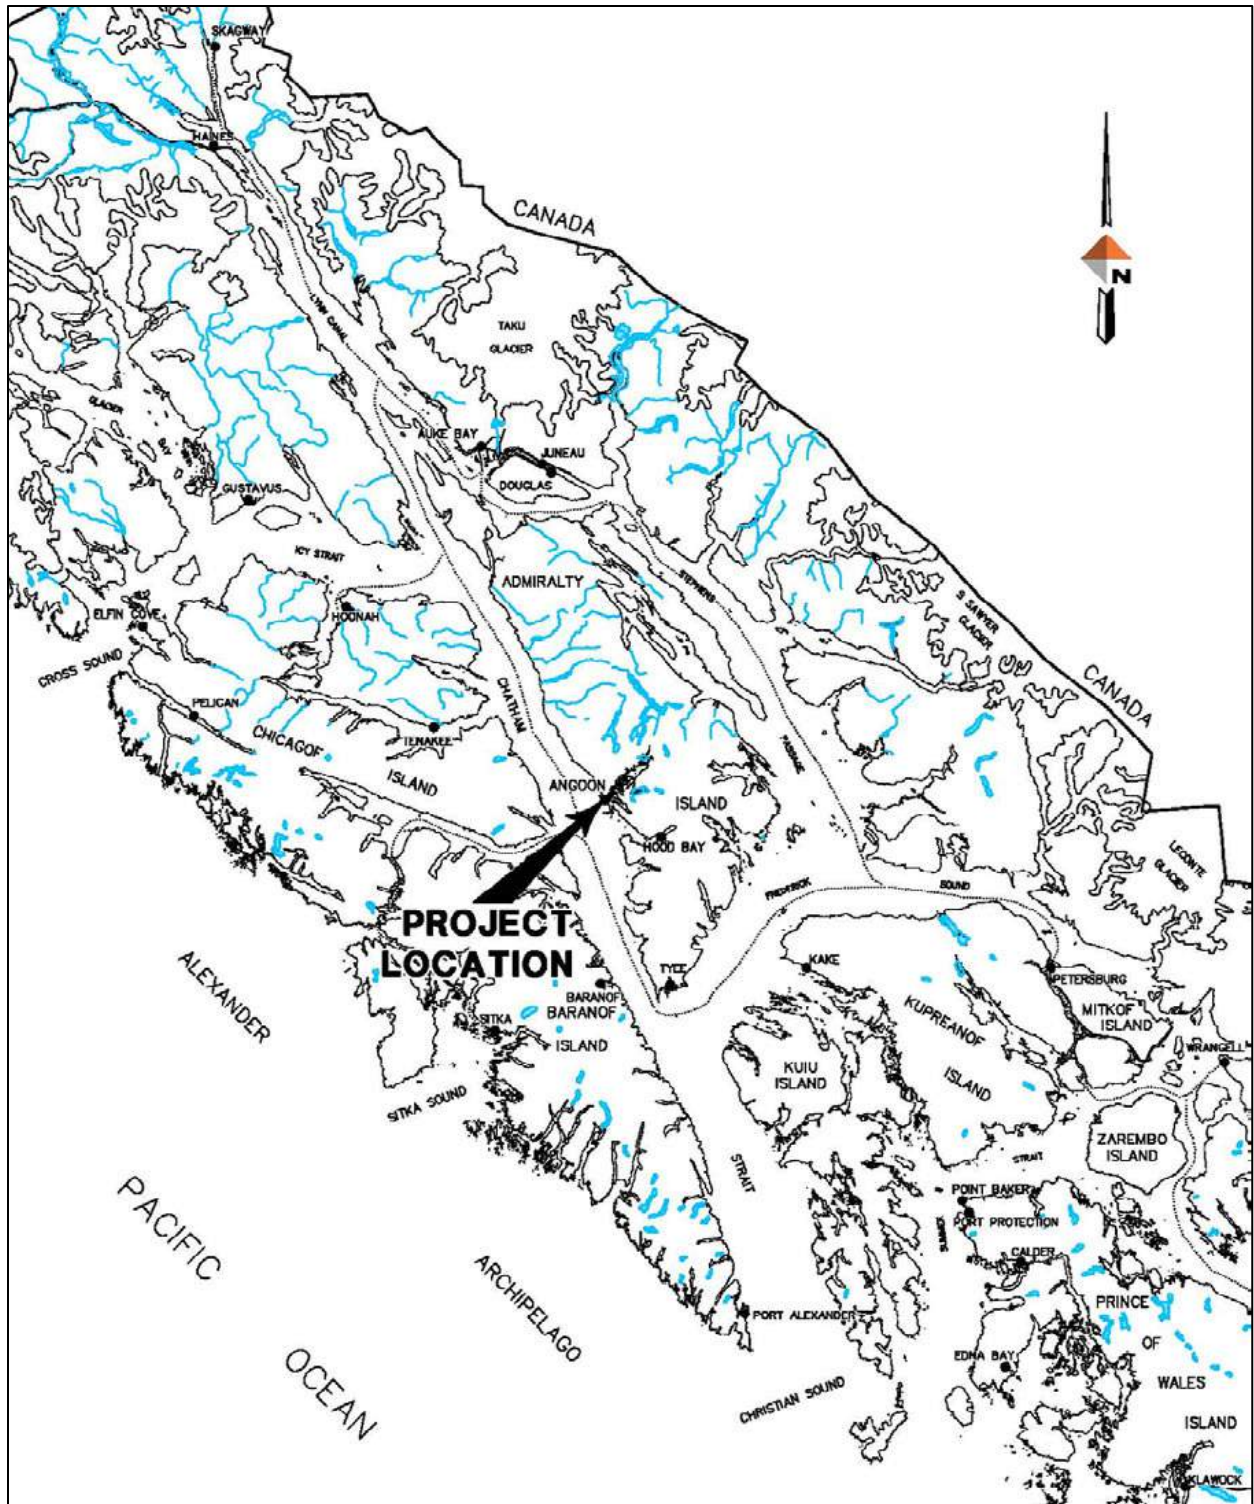 SKAGWAY
HAINES
CANADA
N
LYNN CANAL
TAKU
GLACIER
GLACIER
BAY
AUKE BAY
JUNEAU
DOUGLAS
GUSTAVUS
ICY STRAIT
ADMIRALTY
STEPHENS
S SAWYER
GLACIER
ELFIN COVE
HOONAH
CROSS SOUND
CHATHAM
CANADA
PELICAN
TENAKEE
CHICAGOF
PASSAGE
ISLAND
ANGOON
ISLAND
HOOD BAY
LECONTE
GLACIER
FREDERICK
SOUND
PROJECT
LOCATION
TYEE
KAKE
PETERSBURG
ALEXANDER
BARANOF
BARANOF
SITKA
ISLAND
KUPREANOF
ISLAND
MITKOF
ISLAND
WRANGELL
KUIU
ISLAND
SITKA SOUND
ZAREMBO
ISLAND
STRAIT
STRAIT
PACIFIC
POINT BAKER
PORT PROTECTION
SUMNER
CALDER
ARCHIPELAGO
PRINCE
OF
WALES
ISLAND
PORT ALEXANDER
EDNA BAY
OCEAN
CHRISTIAN SOUND
KLAWOCK